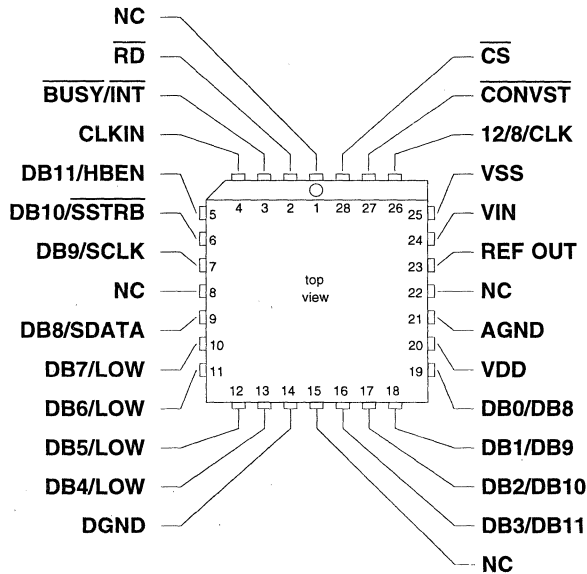 NC
RD
CS
BUSY/INT
CONVST
CLKIN
12/8/CLK
DB11/HBEN
VSS
DB10/SSTRB
VIN
DB9/SCLK
REF OUT
NC
NC
DB8/SDATA
AGND
DB7/LOW
VDD
DB6/LOW
DB0/DB8
DB5/LOW
DB1/DB9
DB4/LOW
DB2/DB10
DGND
DB3/DB11
NC
4 3 2 1 28 27 26
5 25
6 24
7 23
8 22
9 21
10 20
11 19
top
view
12 13 14 15 16 17 18